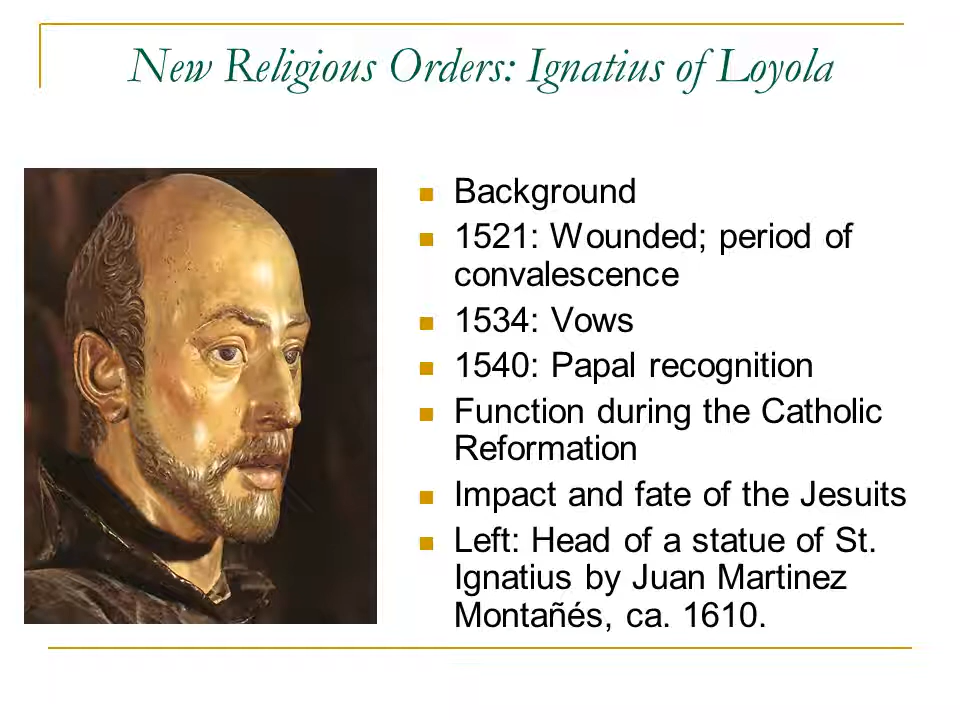 New Religious Orders: Ignatius of Loyola
Background
1521: Wounded; period of
convalescence
1534: Vows
1540: Papal recognition
Function during the Catholic
Reformation
Impact and fate of the Jesuits
Left: Head of a statue of St.
Ignatius by Juan Martinez
Montañés, ca. 1610.